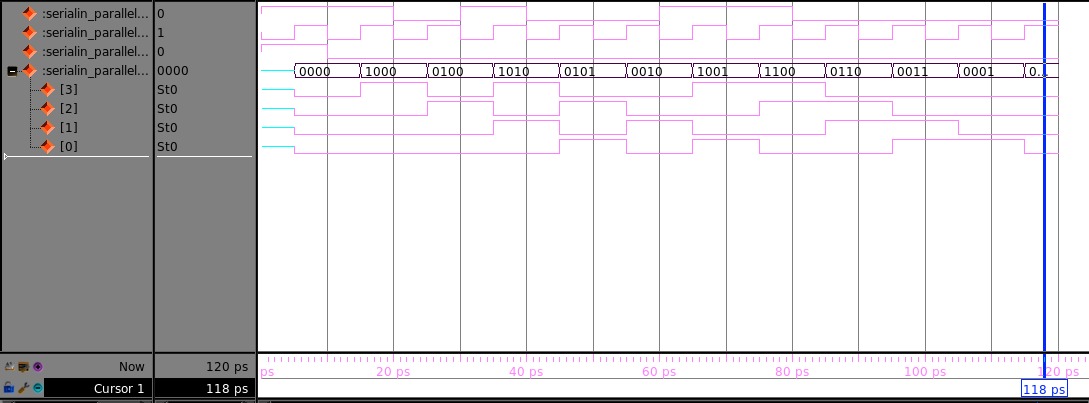 :serialin_parallel... 0
:serialin_parallel... 1
:serialin_parallel... 0
:serialin_parallel... 0000 0000 1000 0100 1010 0101 0010 1001 1100 0110 0011 0001 0...
[3] St0
[2] St0
[1] St0
[0] St0
Now 120 ps ps 20 ps 40 ps 60 ps 80 ps 100 ps 120 ps
Cursor 1 118 ps 118 ps